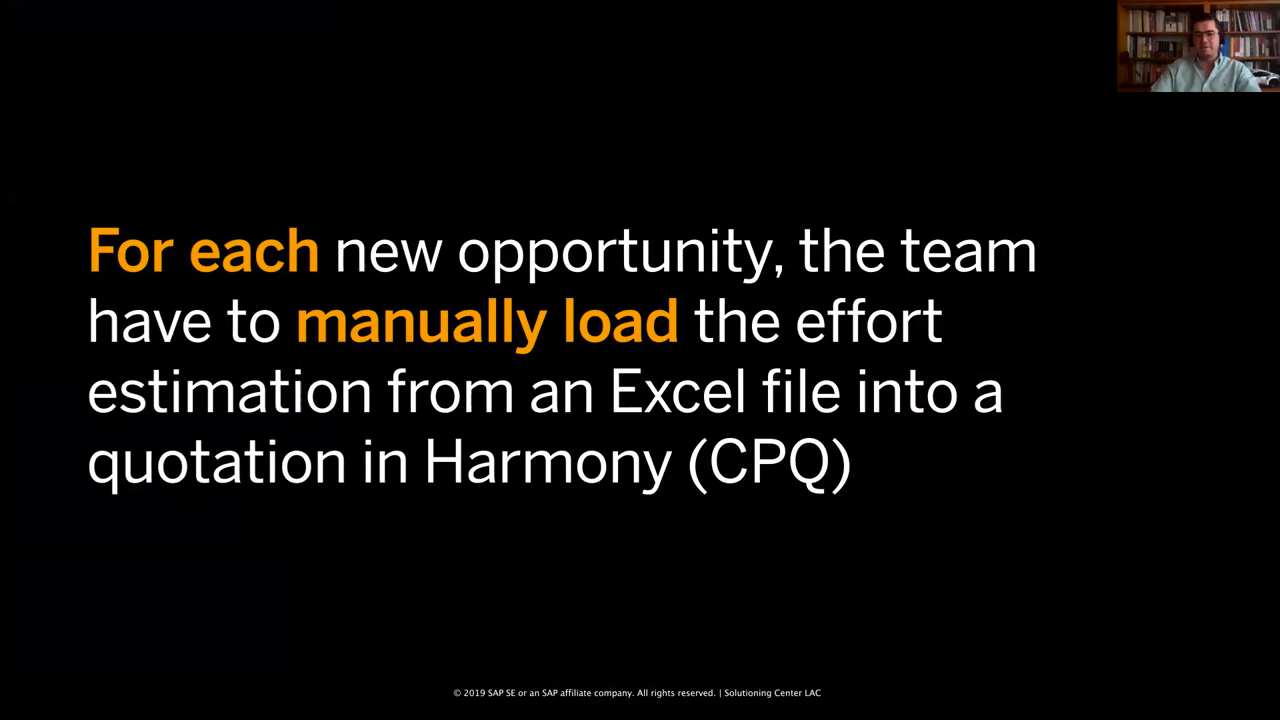 For each new opportunity, the team
have to manually load the effort
estimation from an Excel file into a
quotation in Harmony (CPQ)
© 2019 SAP SE or an SAP affiliate company. All rights reserved. | Solutioning Center LAC